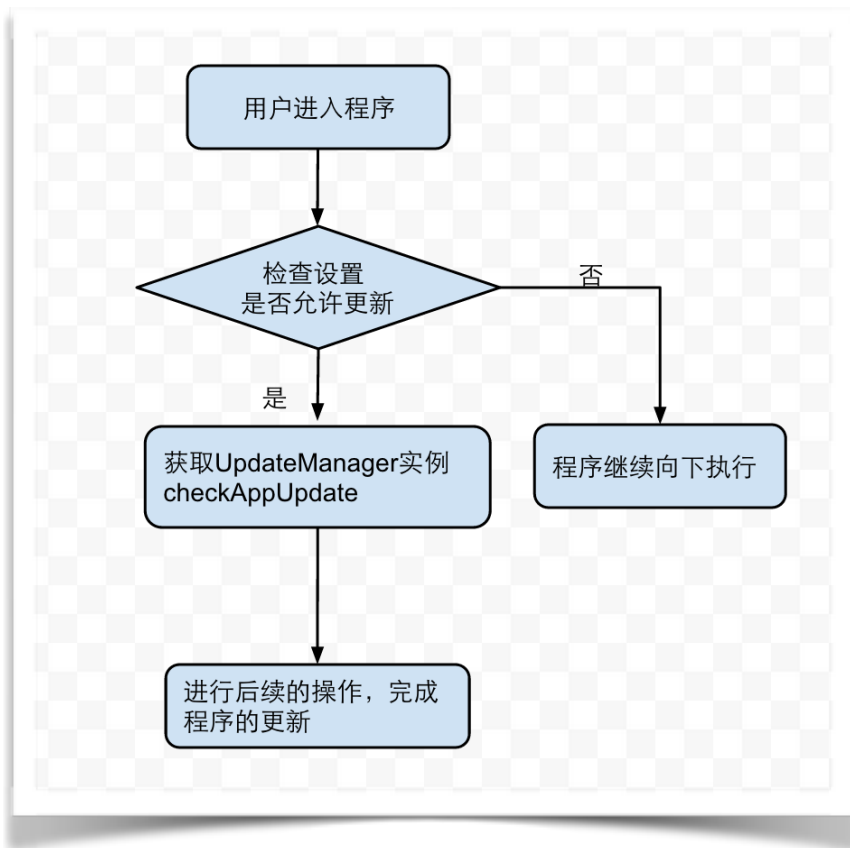 用户进入程序
检查设置
是否允许更新
否
是
获取UpdateManager实例
checkAppUpdate
程序继续向下执行
进行后续的操作，完成
程序的更新